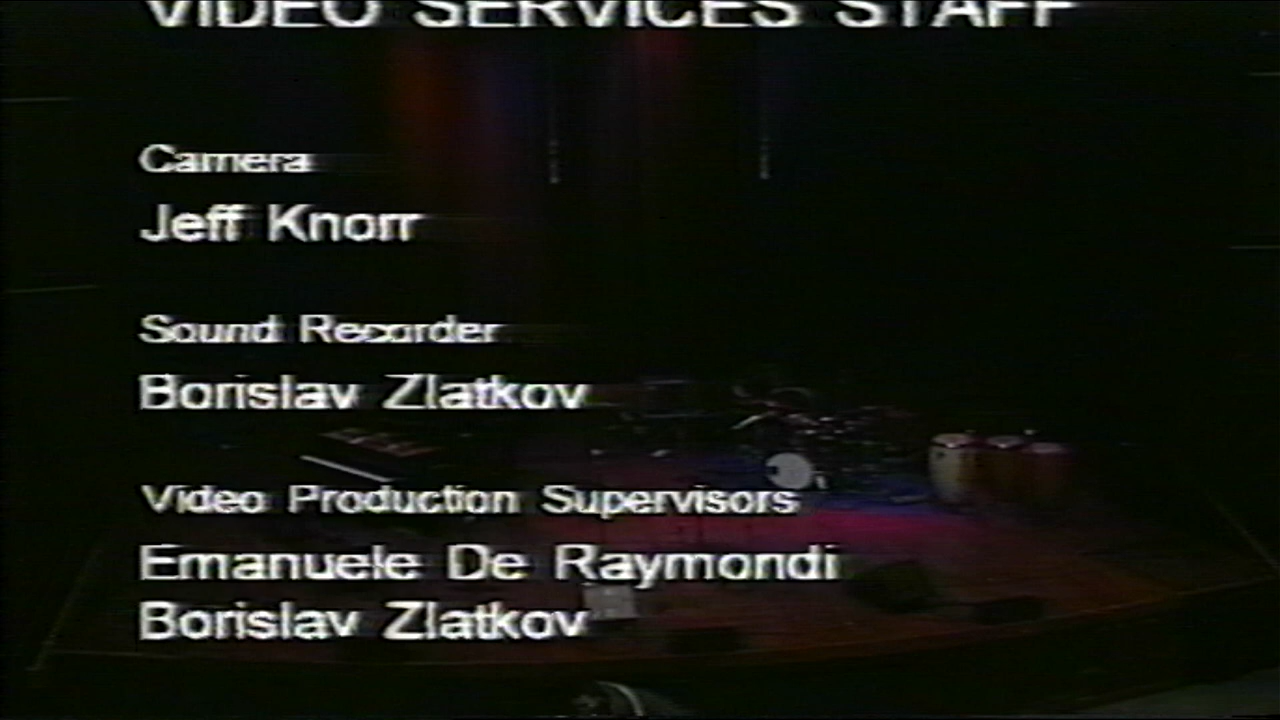 VIDEO SERVICES STAFF
Camera
Jeff Knorr
Sound Recorder
Borislav Zlatkov
Video Production Supervisors
Emanuele De Raymondi
Borislav Zlatkov